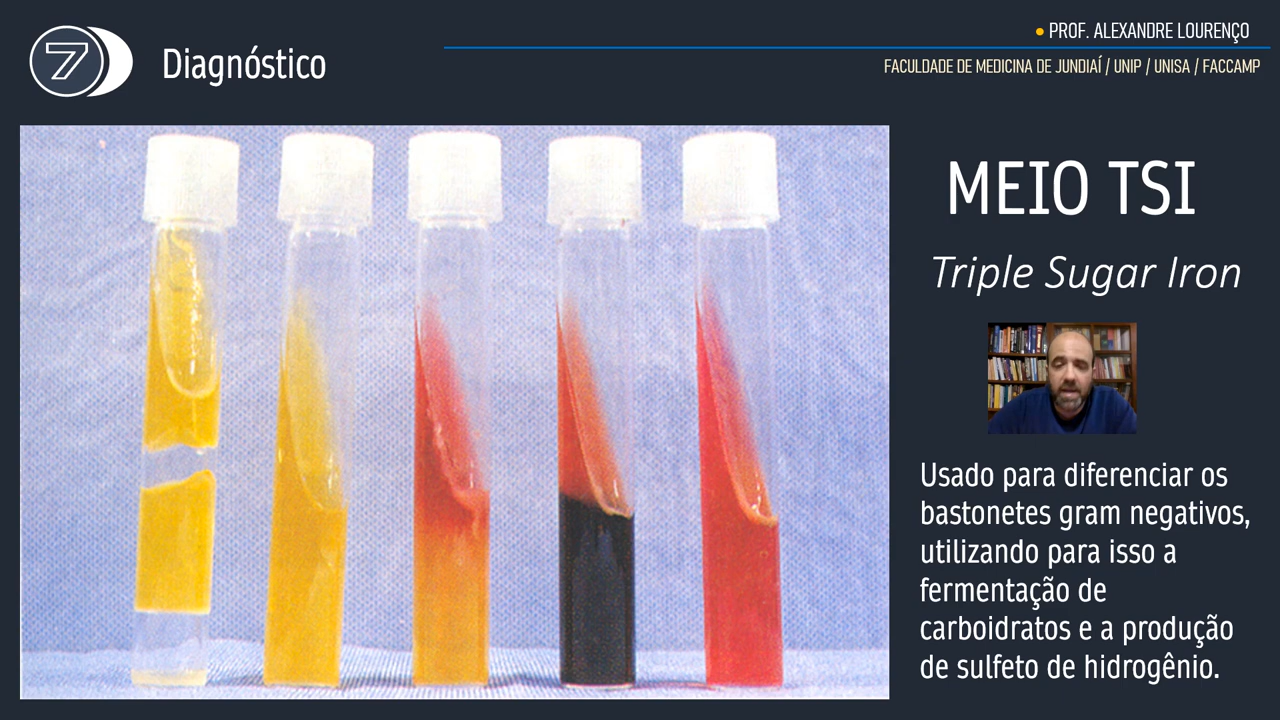 7
Diagnóstico
• PROF. ALEXANDRE LOURENÇO
FACULDADE DE MEDICINA DE JUNDIAÍ / UNIP / UNISA / FACCAMP
MEIO TSI
Triple Sugar Iron
Usado para diferenciar os
bastonetes gram negativos,
utilizando para isso a
fermentação de
carboidratos e a produção
de sulfeto de hidrogênio.